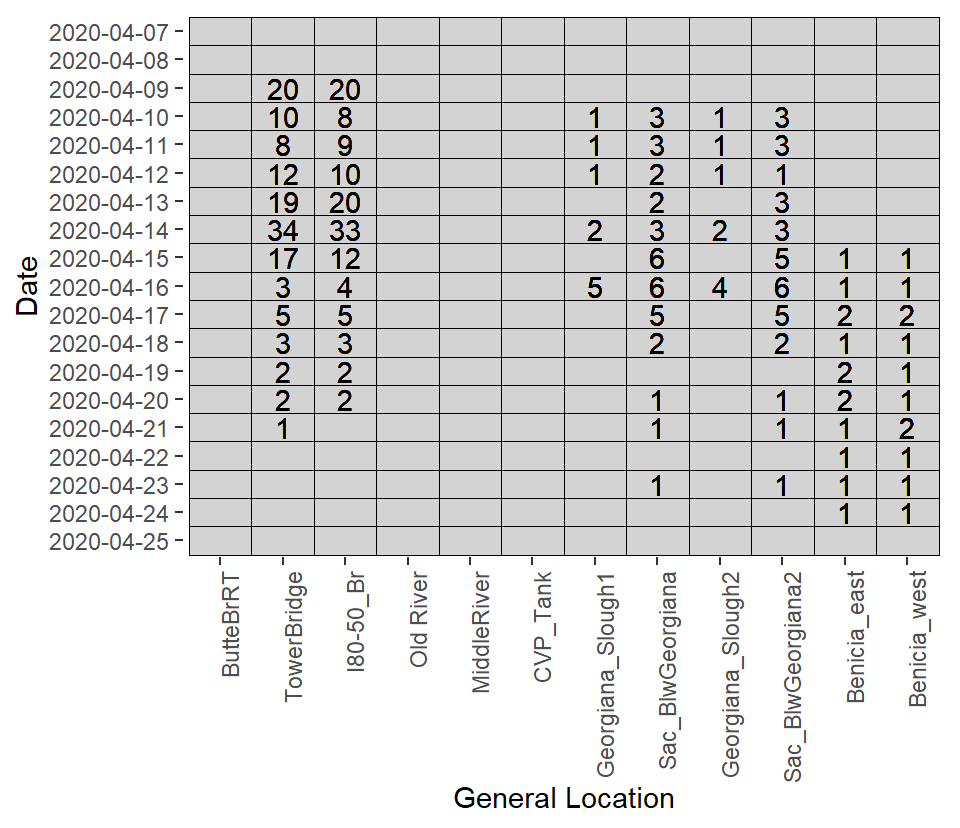 2020-04-07
2020-04-08
2020-04-09 20 20
2020-04-10 10 8 1 3 1 3
2020-04-11 8 9 1 3 1 3
2020-04-12 12 10 1 2 1 1
2020-04-13 19 20 2 3
2020-04-14 34 33 2 3 2 3
2020-04-15 17 12 6 5 1 1
2020-04-16 3 4 5 6 4 6 1 1
2020-04-17 5 5 5 5 2 2
2020-04-18 3 3 2 2 1 1
2020-04-19 2 2 2 1
2020-04-20 2 2 1 1 2 1
2020-04-21 1 1 1 1 2
2020-04-22 1 1
2020-04-23 1 1 1 1
2020-04-24 1 1
2020-04-25
Date
ButteBrRT
TowerBridge
I80-50_Br
Old River
MiddleRiver
CVP_Tank
Georgiana_Slough1
Sac_BlwGeorgiana
Georgiana_Slough2
Sac_BlwGeorgiana2
Benicia_east
Benicia_west
General Location